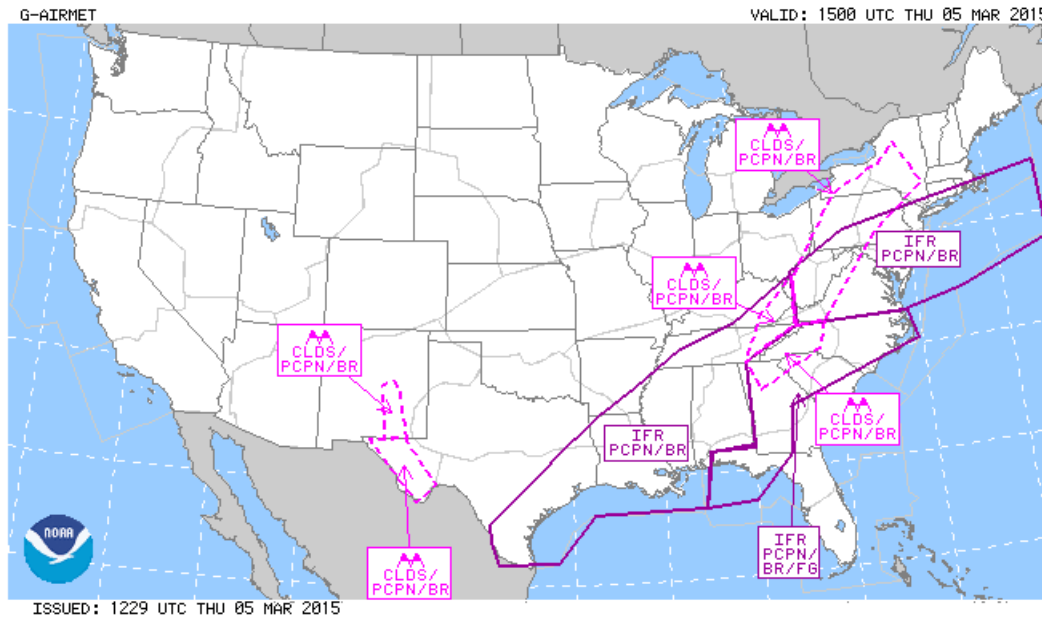 G-AIRMET
VALID: 1500 UTC THU 05 MAR 2015
CLDS/
PCPN/BR
IFR
PCPN/BR
CLDS/
PCPN/BR
CLDS/
PCPN/BR
CLDS/
PCPN/BR
IFR
PCPN/BR
IFR
PCPN/
BR/FG
CLDS/
PCPN/BR
NOAA
ISSUED: 1229 UTC THU 05 MAR 2015